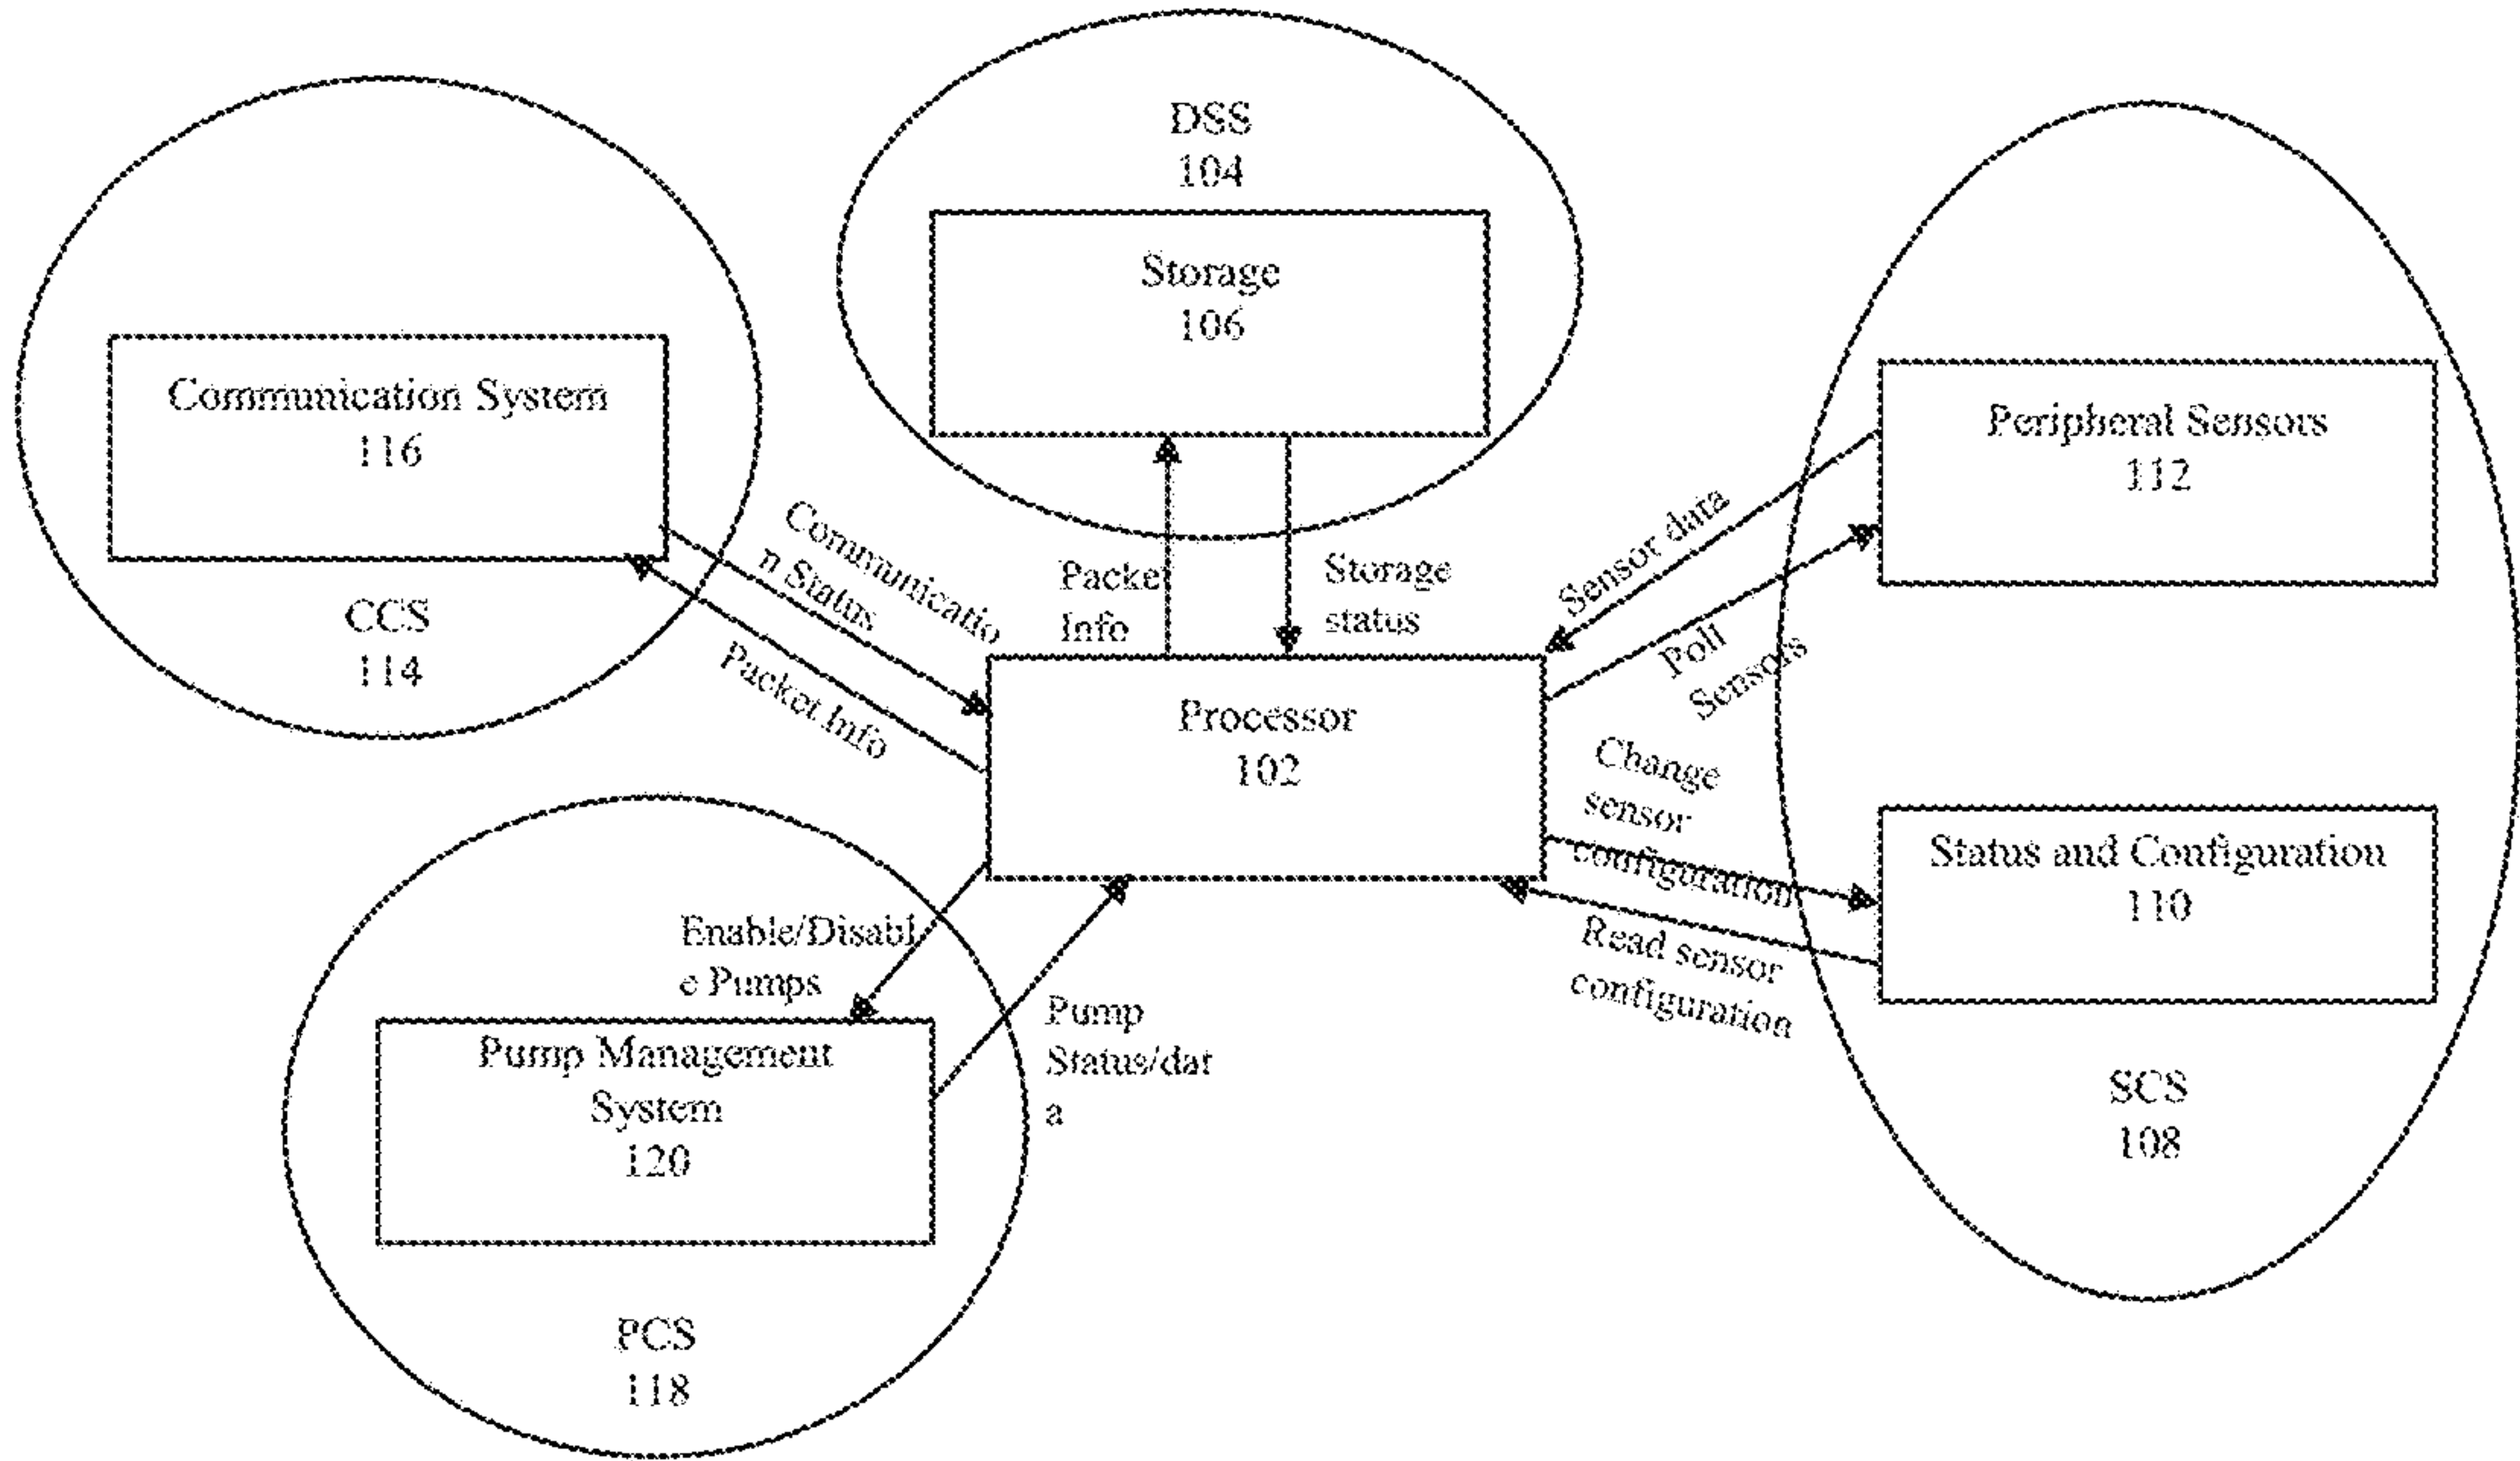 DSS
104
Storage
106
Communication System
116
CCS
114
Peripheral Sensors
112
Communicatio
n Status
Packet Info
Packet
Info
Storage
status
Sensor data
Poll
Sensors
Processor
102
Change
sensor
configuration
Read sensor
configuration
Status and Configuration
110
SCS
108
Enable/Disabl
e Pumps
Pump
Status/dat
a
Pump Management
System
120
PCS
118